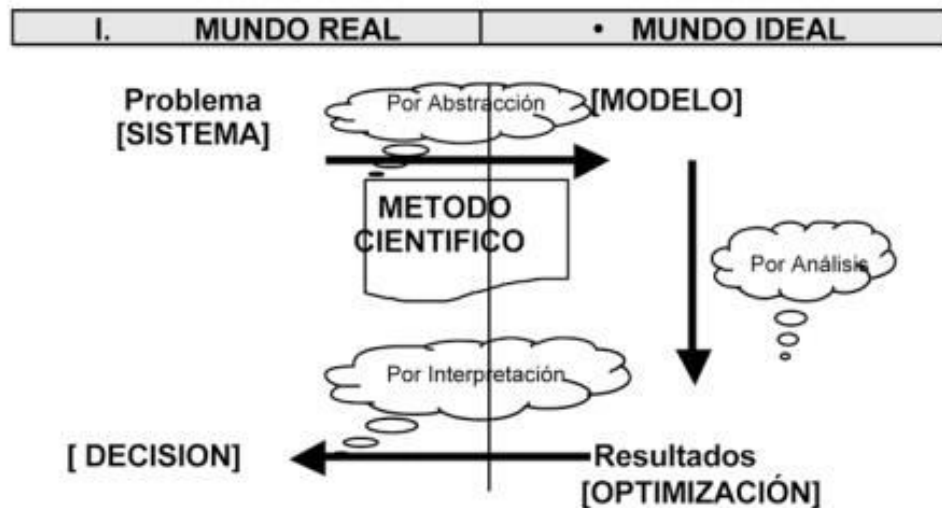 I. MUNDO REAL • MUNDO IDEAL
Problema
[SISTEMA]
Por Abstracción
[MODELO]
METODO
CIENTIFICO
Por Análisis
Por Interpretación
[ DECISION]
Resultados
[OPTIMIZACIÓN]